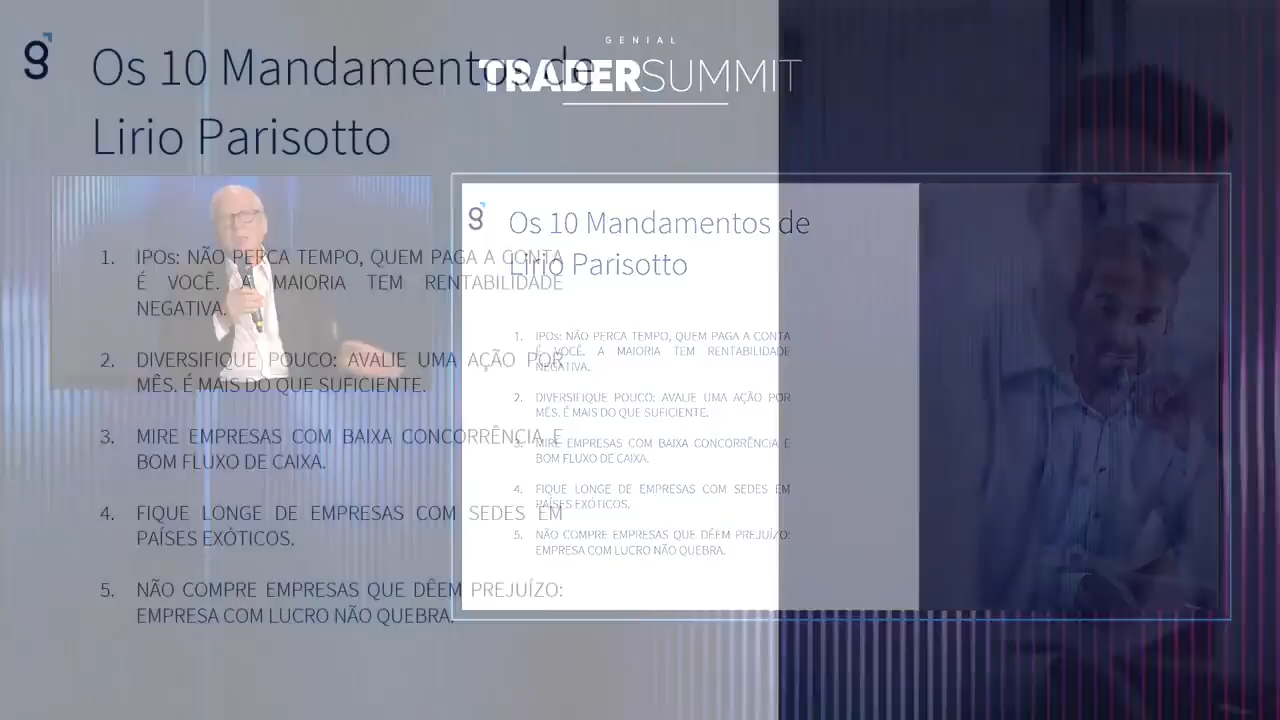 Os 10 Mandamentos de
Lirio Parisotto
1. IPOs: NÃO PERCA TEMPO, QUEM PAGA A CONTA
É VOCÊ. A MAIORIA TEM RENTABILIDADE
NEGATIVA.
2. DIVERSIFIQUE POUCO: AVALIE UMA AÇÃO POR
MÊS. É MAIS DO QUE SUFICIENTE.
3. MIRE EMPRESAS COM BAIXA CONCORRÊNCIA E
BOM FLUXO DE CAIXA.
4. FIQUE LONGE DE EMPRESAS COM SEDES EM
PAÍSES EXÓTICOS.
5. NÃO COMPRE EMPRESAS QUE DÊEM PREJUÍZO:
EMPRESA COM LUCRO NÃO QUEBRA.
GENIAL
TRADERSUMMIT
Os 10 Mandamentos de
Lirio Parisotto
1. IPOs: NÃO PERCA TEMPO, QUEM PAGA A CONTA
É VOCÊ. A MAIORIA TEM RENTABILIDADE
NEGATIVA.
2. DIVERSIFIQUE POUCO: AVALIE UMA AÇÃO POR
MÊS. É MAIS DO QUE SUFICIENTE.
3. MIRE EMPRESAS COM BAIXA CONCORRÊNCIA E
BOM FLUXO DE CAIXA.
4. FIQUE LONGE DE EMPRESAS COM SEDES EM
PAÍSES EXÓTICOS.
5. NÃO COMPRE EMPRESAS QUE DÊEM PREJUÍZO:
EMPRESA COM LUCRO NÃO QUEBRA.